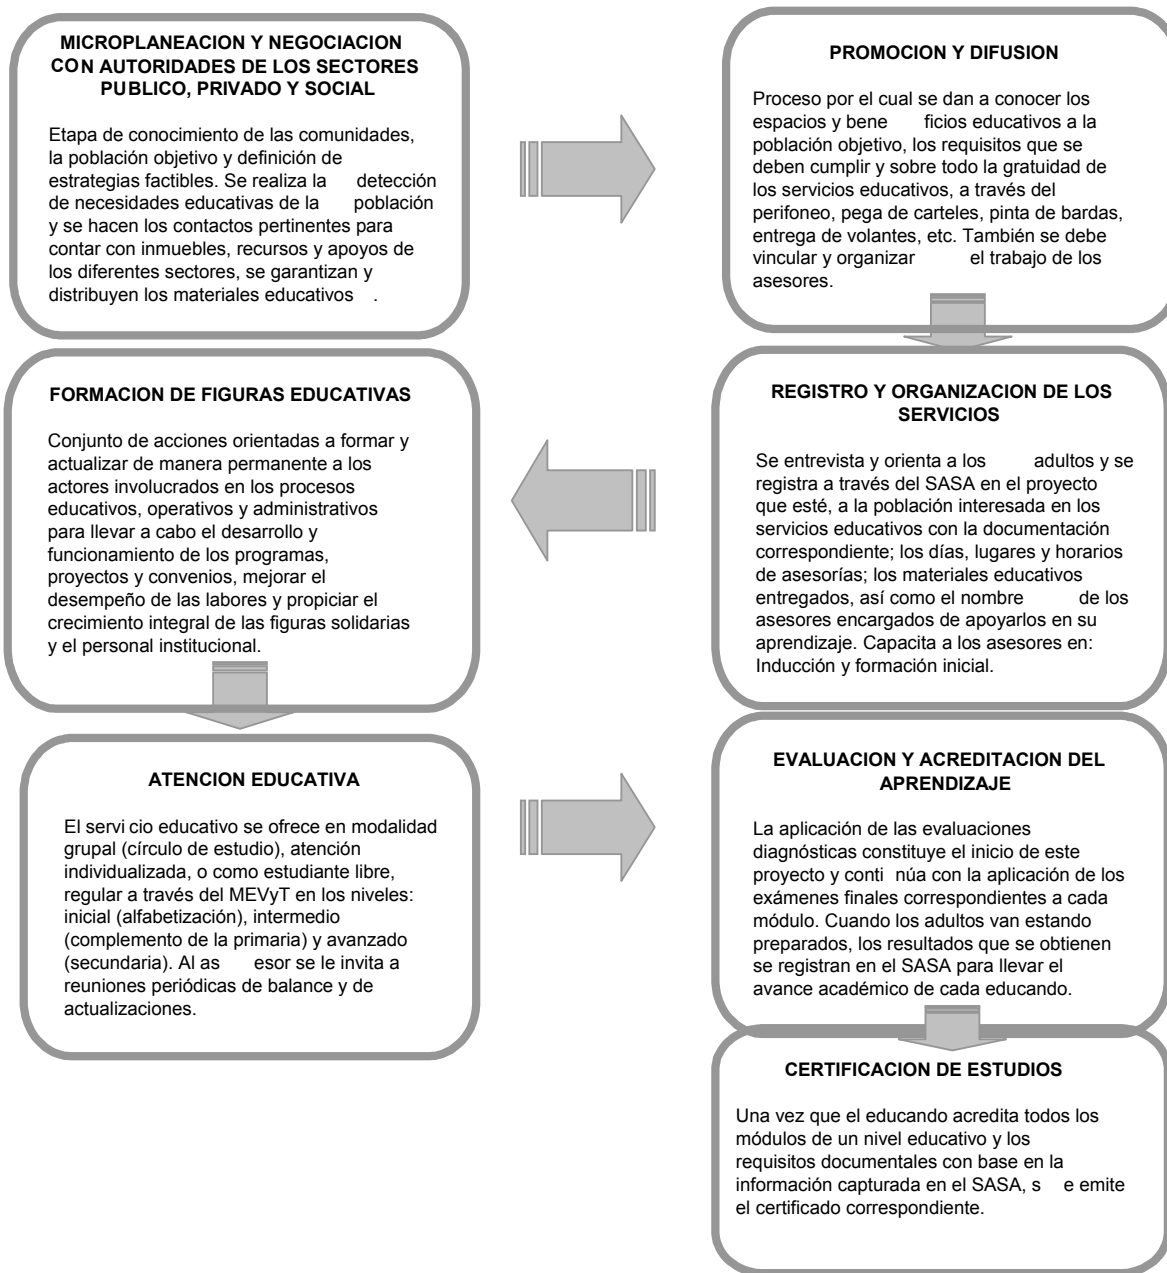 MICROPLANEACION Y NEGOCIACION
CON AUTORIDADES DE LOS SECTORES
PUBLICO, PRIVADO Y SOCIAL
Etapa de conocimiento de las comunidades,
la población objetivo y definición de
estrategias factibles. Se realiza la detección
de necesidades educativas de la población
y se hacen los contactos pertinentes para
contar con inmuebles, recursos y apoyos de
los diferentes sectores, se garantizan y
distribuyen los materiales educativos .
PROMOCION Y DIFUSION
Proceso por el cual se dan a conocer los
espacios y bene ficios educativos a la
población objetivo, los requisitos que se
deben cumplir y sobre todo la gratuidad de
los servicios educativos, a través del
perifoneo, pega de carteles, pinta de bardas,
entrega de volantes, etc. También se debe
vincular y organizar el trabajo de los
asesores.
REGISTRO Y ORGANIZACION DE LOS
SERVICIOS
Se entrevista y orienta a los adultos y se
registra a través del SASA en el proyecto
que esté, a la población interesada en los
servicios educativos con la documentación
correspondiente; los días, lugares y horarios
de asesorías; los materiales educativos
entregados, así como el nombre de los
asesores encargados de apoyarlos en su
aprendizaje. Capacita a los asesores en:
Inducción y formación inicial.
FORMACION DE FIGURAS EDUCATIVAS
Conjunto de acciones orientadas a formar y
actualizar de manera permanente a los
actores involucrados en los procesos
educativos, operativos y administrativos
para llevar a cabo el desarrollo y
funcionamiento de los programas,
proyectos y convenios, mejorar el
desempeño de las labores y propiciar el
crecimiento integral de las figuras solidarias
y el personal institucional.
ATENCION EDUCATIVA
El servi cio educativo se ofrece en modalidad
grupal (círculo de estudio), atención
individualizada, o como estudiante libre,
regular a través del MEVyT en los niveles:
inicial (alfabetización), intermedio
(complemento de la primaria) y avanzado
(secundaria). Al as esor se le invita a
reuniones periódicas de balance y de
actualizaciones.
EVALUACION Y ACREDITACION DEL
APRENDIZAJE
La aplicación de las evaluaciones
diagnósticas constituye el inicio de este
proyecto y conti núa con la aplicación de los
exámenes finales correspondientes a cada
módulo. Cuando los adultos van estando
preparados, los resultados que se obtienen
se registran en el SASA para llevar el
avance académico de cada educando.
CERTIFICACION DE ESTUDIOS
Una vez que el educando acredita todos los
módulos de un nivel educativo y los
requisitos documentales con base en la
información capturada en el SASA, s e emite
el certificado correspondiente.